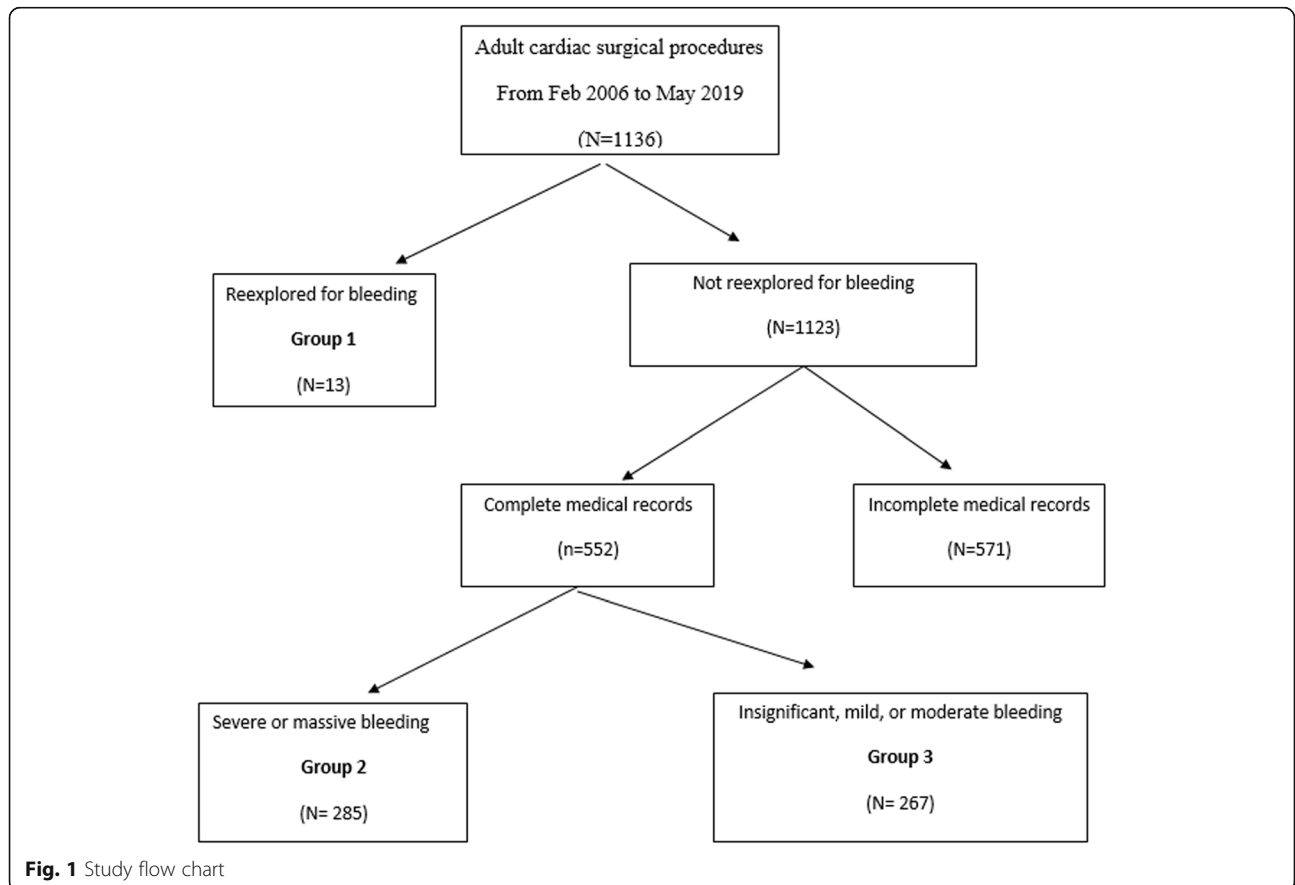 Adult cardiac surgical procedures
From Feb 2006 to May 2019
(N=1136)
Reexplored for bleeding
Group 1
(N=13)
Not reexplored for bleeding
(N=1123)
Complete medical records
(n=552)
Incomplete medical records
(N=571)
Severe or massive bleeding
Group 2
(N= 285)
Insignificant, mild, or moderate bleeding
Group 3
(N= 267)
Fig. 1 Study flow chart